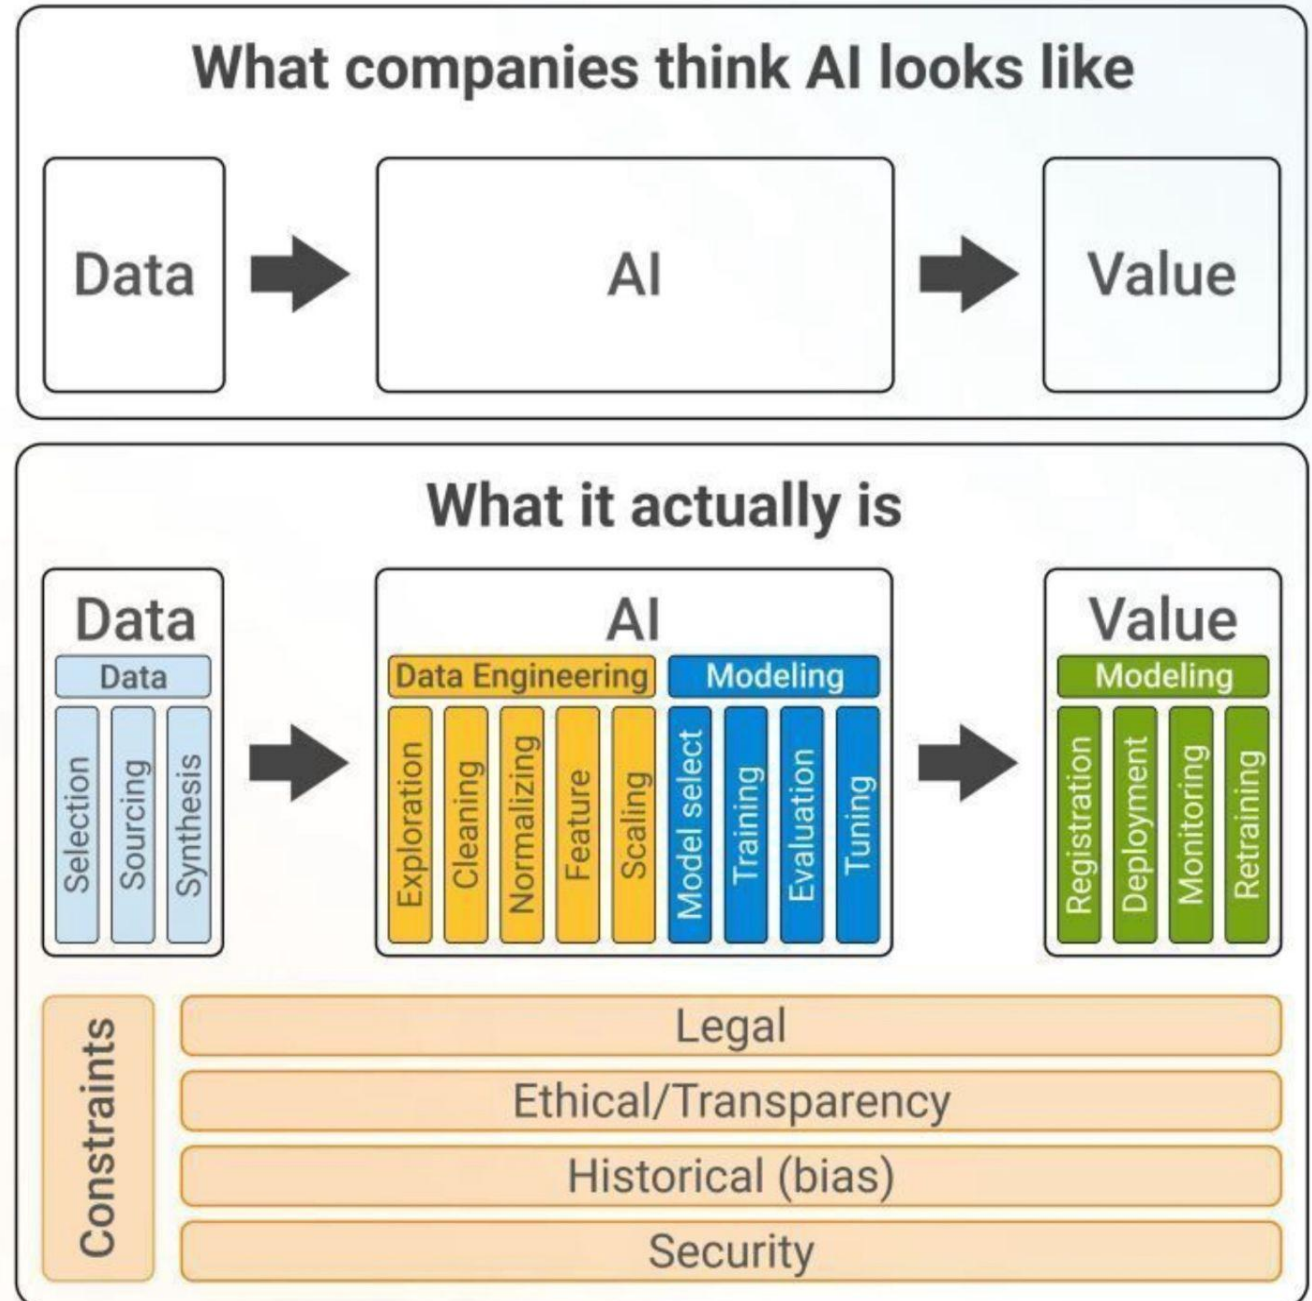 What companies think AI looks like
Data
AI
Value
What it actually is
Data
Data
Selection
Sourcing
Synthesis
AI
Data Engineering
Exploration
Cleaning
Normalizing
Feature
Scaling
Modeling
Model select
Training
Evaluation
Tuning
Value
Modeling
Registration
Deployment
Monitoring
Retraining
Constraints
Legal
Ethical/Transparency
Historical (bias)
Security